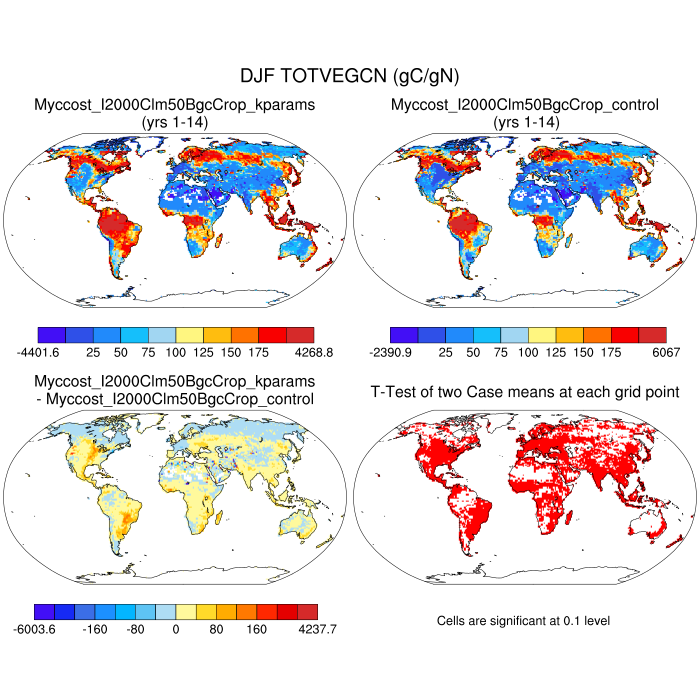 DJF TOTVEGCN (gC/gN)
Myccost_I2000Clm50BgcCrop_kparams
(yrs 1-14)
Myccost_I2000Clm50BgcCrop_control
(yrs 1-14)
-4401.6 25 50 75 100 125 150 175 4268.8
-2390.9 25 50 75 100 125 150 175 6067
Myccost_I2000Clm50BgcCrop_kparams
- Myccost_I2000Clm50BgcCrop_control
T-Test of two Case means at each grid point
-6003.6 -160 -80 0 80 160 4237.7
Cells are significant at 0.1 level